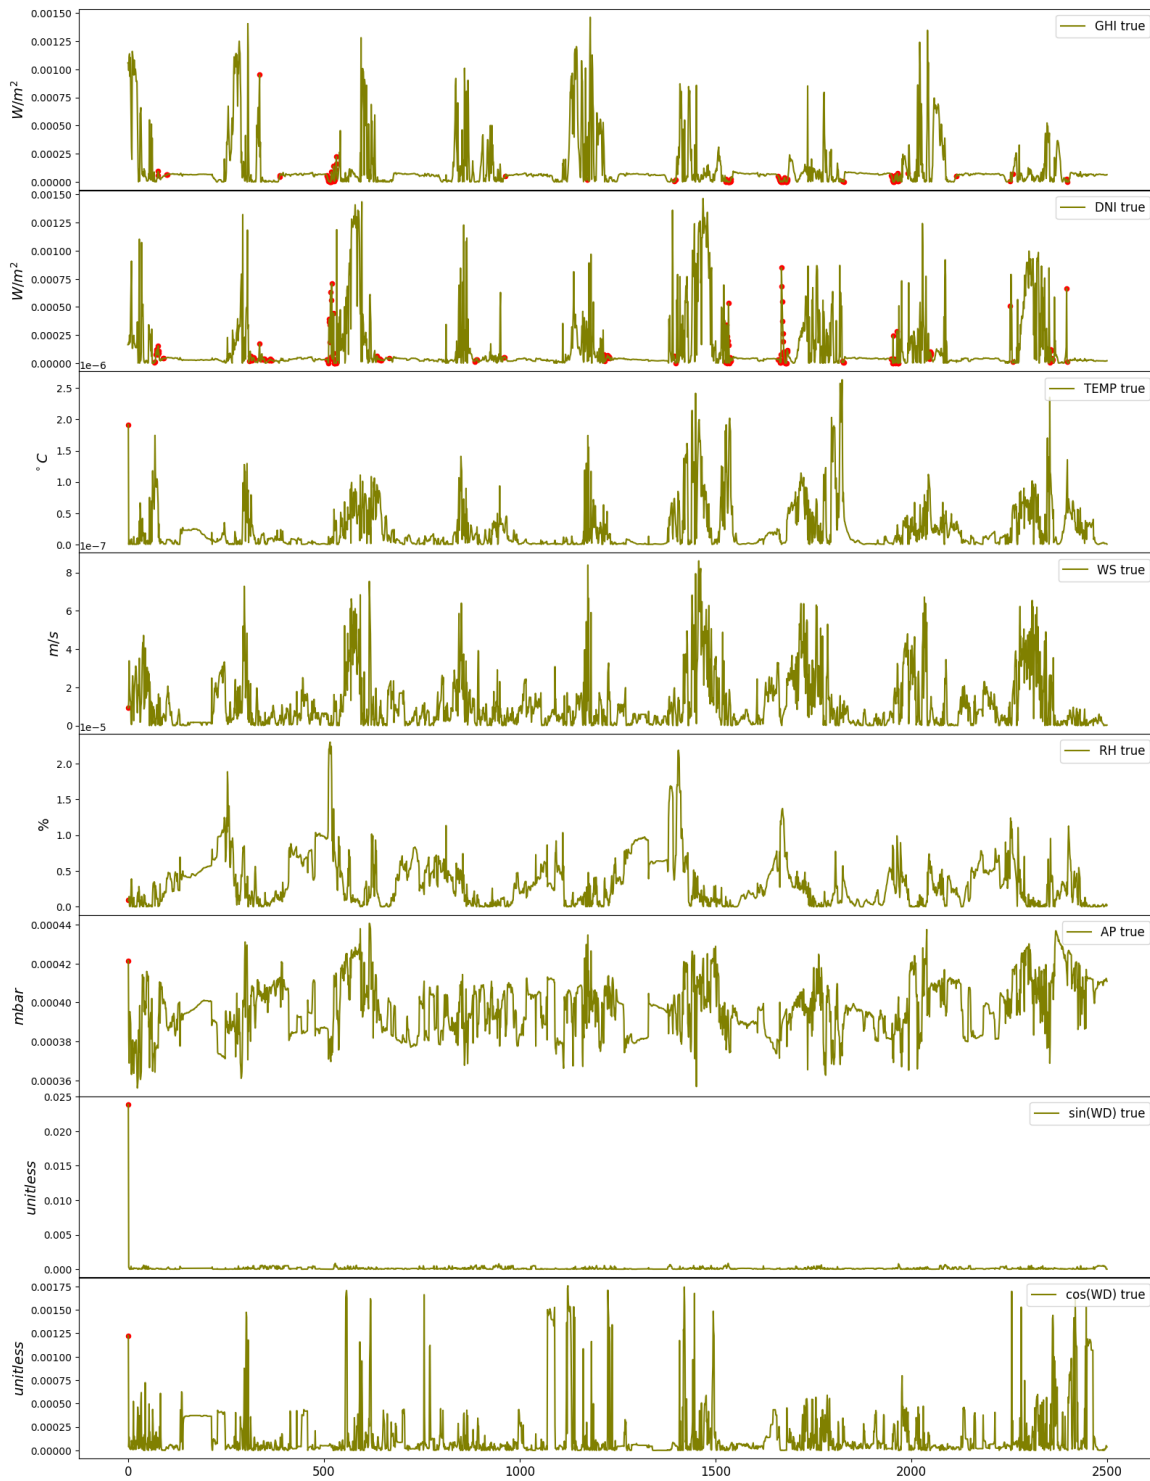 0.00150
GHI true
0.00125
0.00100
W/m²
0.00075
0.00050
0.00025
0.00000
0.00150
DNI true
0.00125
0.00100
W/m²
0.00075
0.00050
0.00025
0.00000
1e−6
TEMP true
2.5
2.0
1.5
°C
1.0
0.5
0.0
1e−7
WS true
8
6
m/s
4
2
0
1e−5
RH true
2.0
1.5
%
1.0
0.5
0.0
AP true
0.00044
0.00042
mbar
0.00040
0.00038
0.00036
0.025
sin(WD) true
0.020
0.015
unitless
0.010
0.005
0.000
0.00175
cos(WD) true
0.00150
0.00125
unitless
0.00100
0.00075
0.00050
0.00025
0.00000
0 500 1000 1500 2000 2500